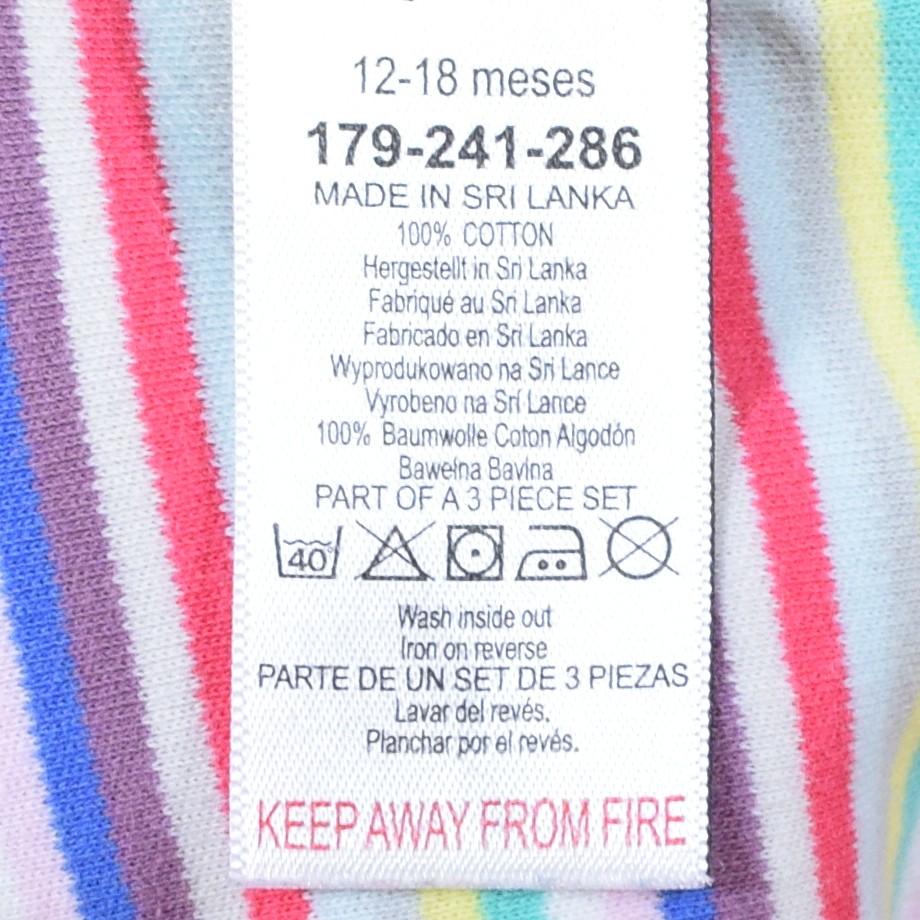 12-18 meses
179-241-286
MADE IN SRI LANKA
100% COTTON
Hergestellt in Sri Lanka
Fabriqué au Sri Lanka
Fabricado en Sri Lanka
Wyprodukowano na Sri Lance
Vyrobeno na Srí Lance
100% Baumwolle Coton Algodón
Bawełna Bavlna
PART OF A 3 PIECE SET
40°
Wash inside out
Iron on reverse
PARTE DE UN SET DE 3 PIEZAS
Lavar del revés.
Planchar por el revés.
KEEP AWAY FROM FIRE